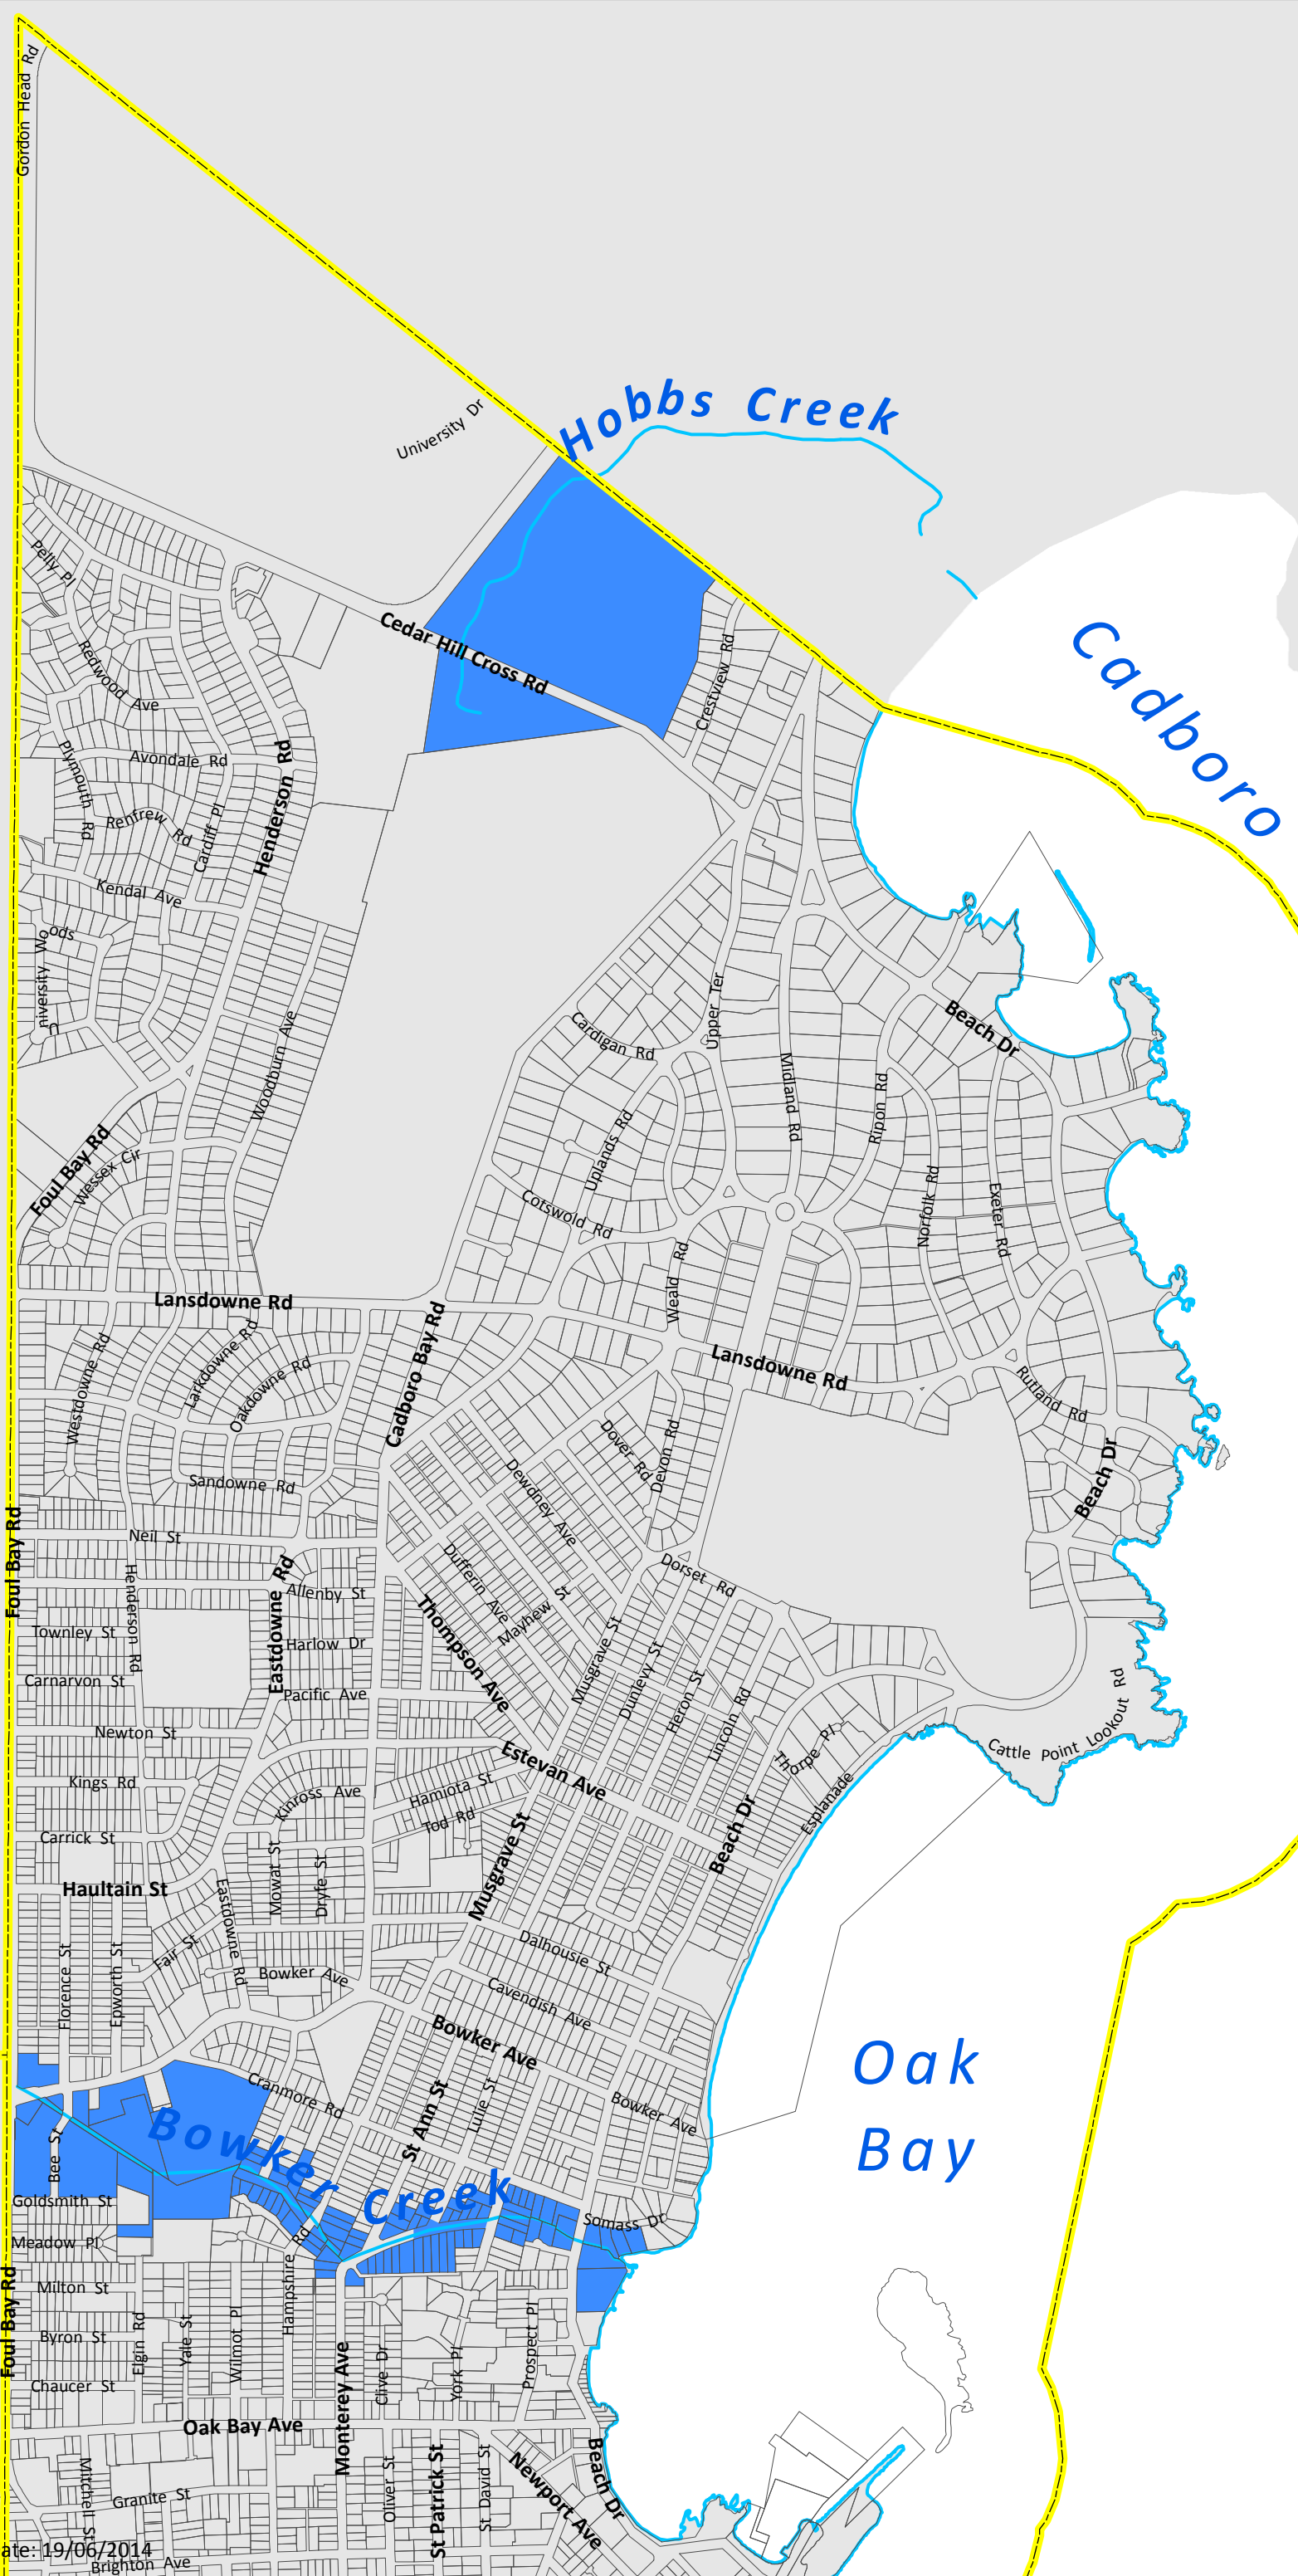 Gordon Head Rd
University Dr
Hobbs Creek
Cadboro
Pelly Pl
Cedar Hill Cross Rd
Redwood Ave
Crestview Rd
Avondale Rd
Plymouth Rd
Henderson Rd
Renfrew Rd
Cardiff Pl
Kendal Ave
niversity Woods
n
Upper Ter
Cardigan Rd
Beach Dr
Woodburn Ave
Midland Rd
Ripon Rd
Foul Bay Rd
Wessex Cir
Uplands Rd
Cotswold Rd
Norfolk Rd
Exeter Rd
Weald Rd
Lansdowne Rd
Cadboro Bay Rd
Lansdowne Rd
Larkdowne Rd
Westdowne Rd
Oakdowne Rd
Rutland Rd
Dover Rd
Devon Rd
Beach Dr
Sandowne Rd
Dewdney Ave
Foul Bay Rd
Neil St
Henderson Rd
Eastdowne Rd
Allenby St
Dufferin Ave
Mayhew St
Dorset Rd
Thompson Ave
Townley St
Harlow Dr
Musgrave St
Dunlevy St
Heron St
Lincoln Rd
Carnarvon St
Pacific Ave
Newton St
Thorpe Pl
Cattle Point Lookout Rd
Estevan Ave
Kings Rd
Kinross Ave
Hamiota St
Tod Rd
Esplanade
Beach Dr
Carrick St
Musgrave St
Haultain St
Mowat St
Dryfe St
Eastdowne Rd
Florence St
Epworth St
Fair St
Bowker Ave
Dalhousie St
Cavendish Ave
Bowker Ave
Oak
Bay
Cranmore Rd
St Ann St
Lulie St
Bowker Ave
Bowker Creek
Bee St
Goldsmith St
Somass Dr
Meadow Pl
Hampshire Rd
Milton St
Foul Bay Rd
Byron St
Elgin Rd
Yale St
Wilmot Pl
Monterey Ave
Clive Dr
York Pl
Prospect Pl
Chaucer St
Oak Bay Ave
Mitchell St
Granite St
Oliver St
St Patrick St
St David St
Newport Ave
Beach Dr
ate: 19/06/2014
Brighton Ave